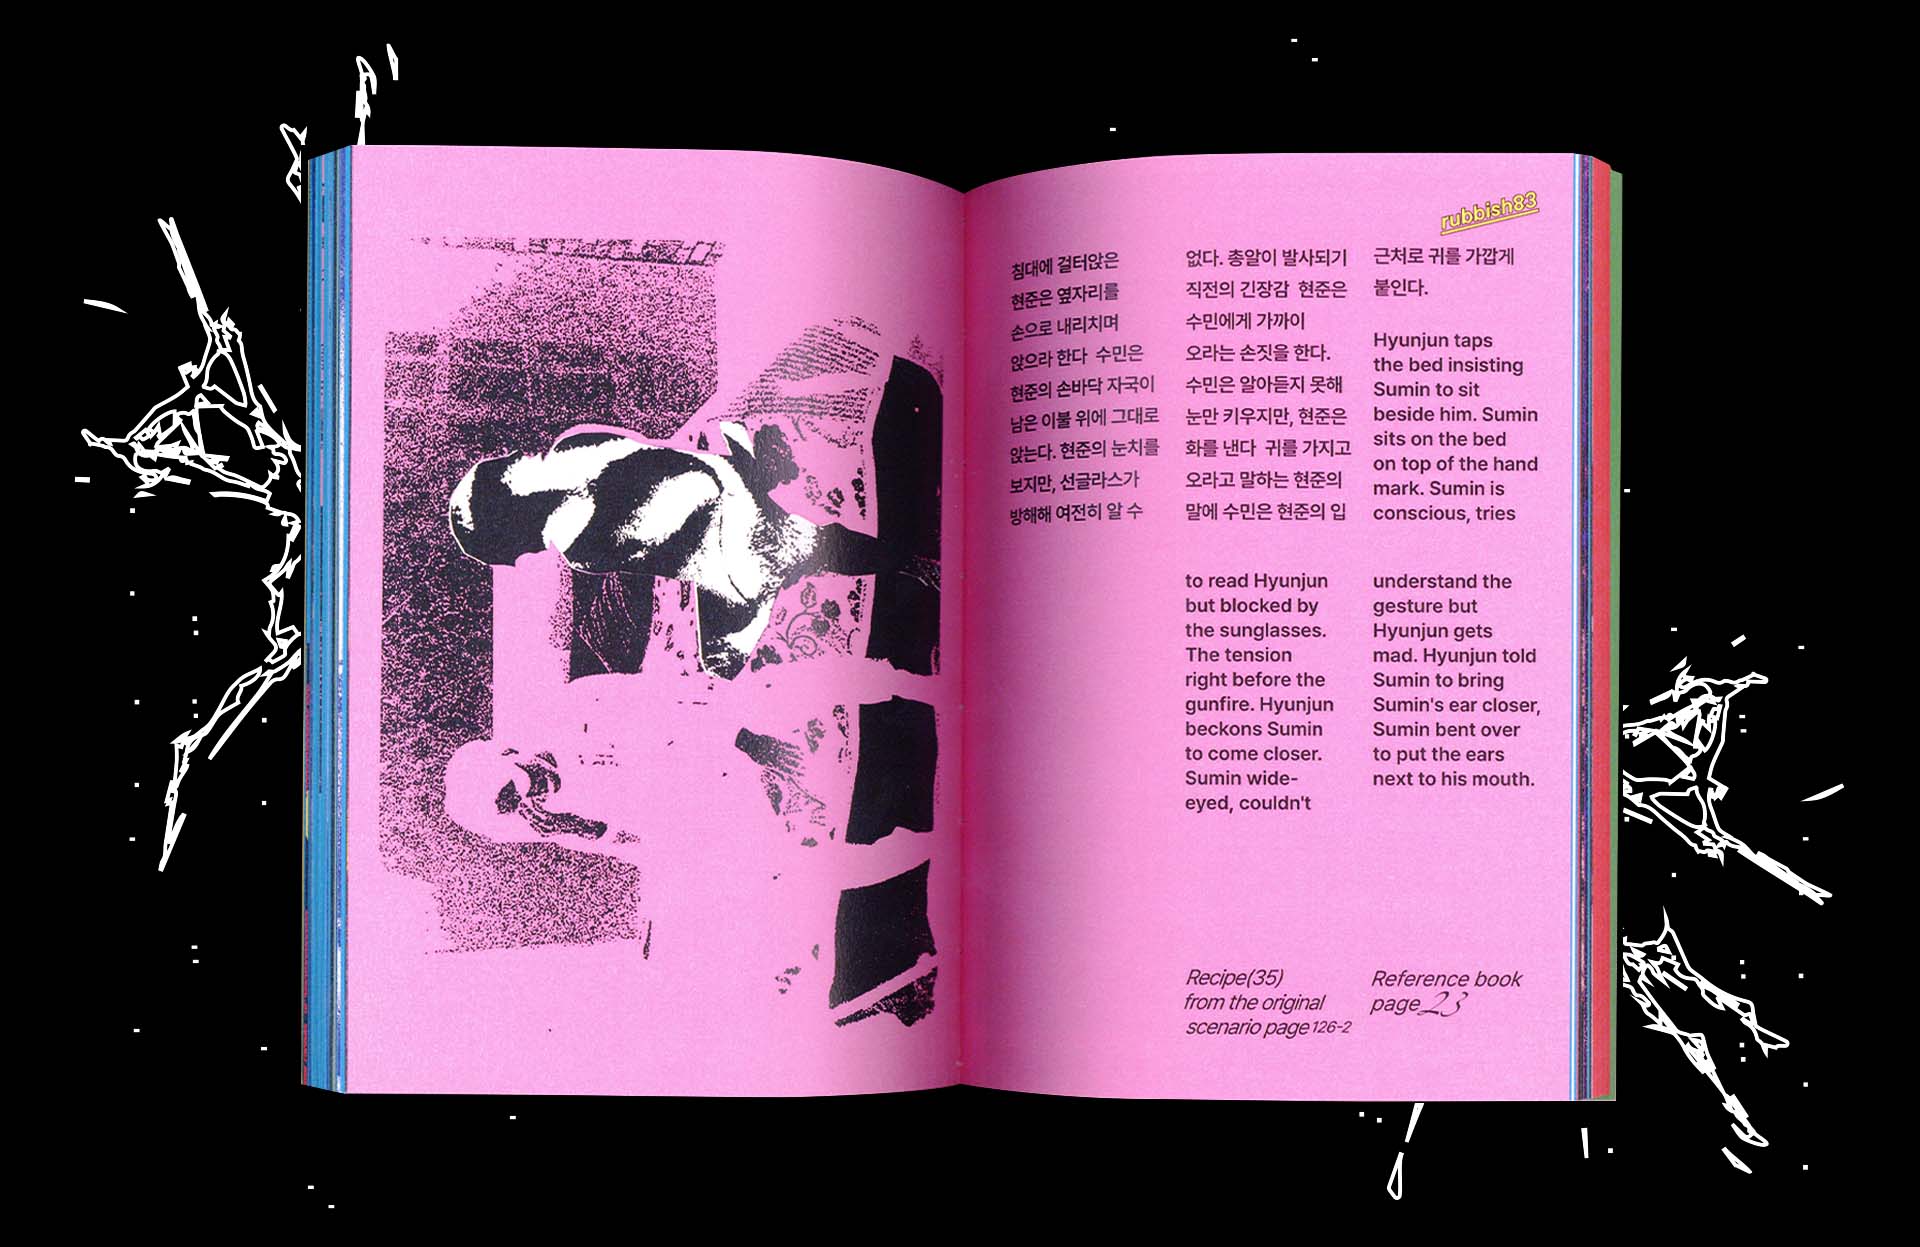 rubbish83
침대에 걸터앉은
현준은 옆자리를
손으로 내리치며
앉으라 한다 수민은
현준의 손바닥 자국이
남은 이불 위에 그대로
앉는다. 현준의 눈치를
보지만, 선글라스가
방해해 여전히 알 수
없다. 총알이 발사되기
직전의 긴장감 현준은
수민에게 가까이
오라는 손짓을 한다.
수민은 알아듣지 못해
눈만 키우지만, 현준은
화를 낸다 귀를 가지고
오라고 말하는 현준의
말에 수민은 현준의 입
근처로 귀를 가깝게
붙인다.
Hyunjun taps
the bed insisting
Sumin to sit
beside him. Sumin
sits on the bed
on top of the hand
mark. Sumin is
conscious, tries
to read Hyunjun
but blocked by
the sunglasses.
The tension
right before the
gunfire. Hyunjun
beckons Sumin
to come closer.
Sumin wide-
eyed, couldn't
understand the
gesture but
Hyunjun gets
mad. Hyunjun told
Sumin to bring
Sumin's ear closer,
Sumin bent over
to put the ears
next to his mouth.
Recipe(35)
from the original
scenario page 126-2
Reference book
page 23